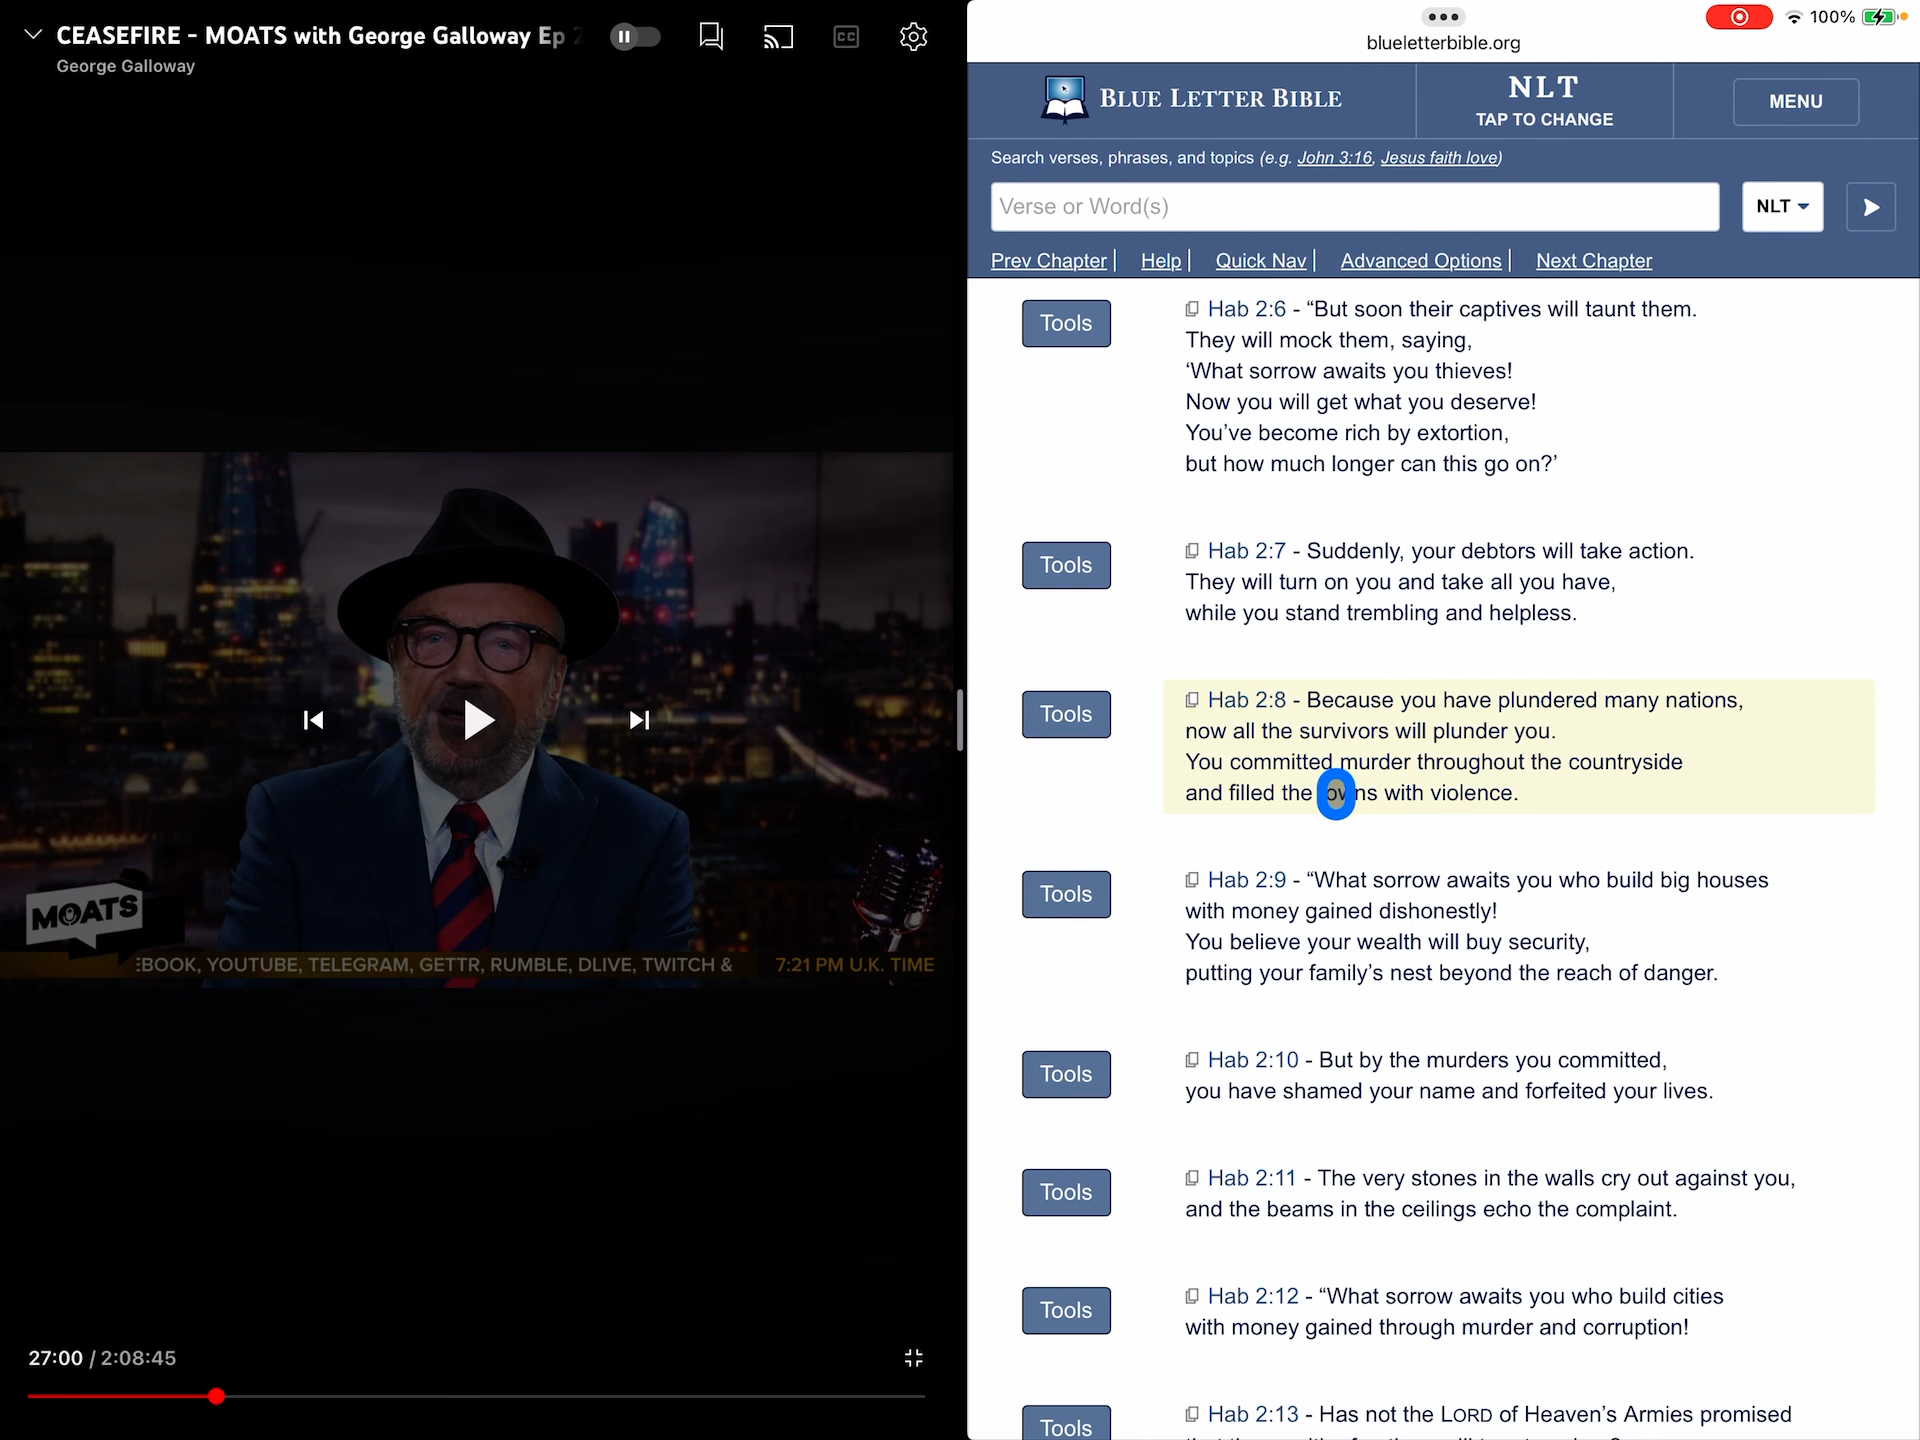 CEASEFIRE - MOATS with George Galloway Ep
George Galloway
CC
MOATS
:BOOK, YOUTUBE, TELEGRAM, GETTR, RUMBLE, DLIVE, TWITCH &
7:21 PM U.K. TIME
27:00 / 2:08:45
100%
blueletterbible.org
BLUE LETTER BIBLE
NLT
TAP TO CHANGE
MENU
Search verses, phrases, and topics (e.g. John 3:16, Jesus faith love)
Verse or Word(s)
NLT
Prev Chapter | Help | Quick Nav | Advanced Options | Next Chapter
Tools
Hab 2:6 - “But soon their captives will taunt them.
They will mock them, saying,
‘What sorrow awaits you thieves!
Now you will get what you deserve!
You’ve become rich by extortion,
but how much longer can this go on?’
Tools
Hab 2:7 - Suddenly, your debtors will take action.
They will turn on you and take all you have,
while you stand trembling and helpless.
Tools
Hab 2:8 - Because you have plundered many nations,
now all the survivors will plunder you.
You committed murder throughout the countryside
and filled the towns with violence.
Tools
Hab 2:9 - “What sorrow awaits you who build big houses
with money gained dishonestly!
You believe your wealth will buy security,
putting your family’s nest beyond the reach of danger.
Tools
Hab 2:10 - But by the murders you committed,
you have shamed your name and forfeited your lives.
Tools
Hab 2:11 - The very stones in the walls cry out against you,
and the beams in the ceilings echo the complaint.
Tools
Hab 2:12 - “What sorrow awaits you who build cities
with money gained through murder and corruption!
Tools
Hab 2:13 - Has not the LORD of Heaven’s Armies promised